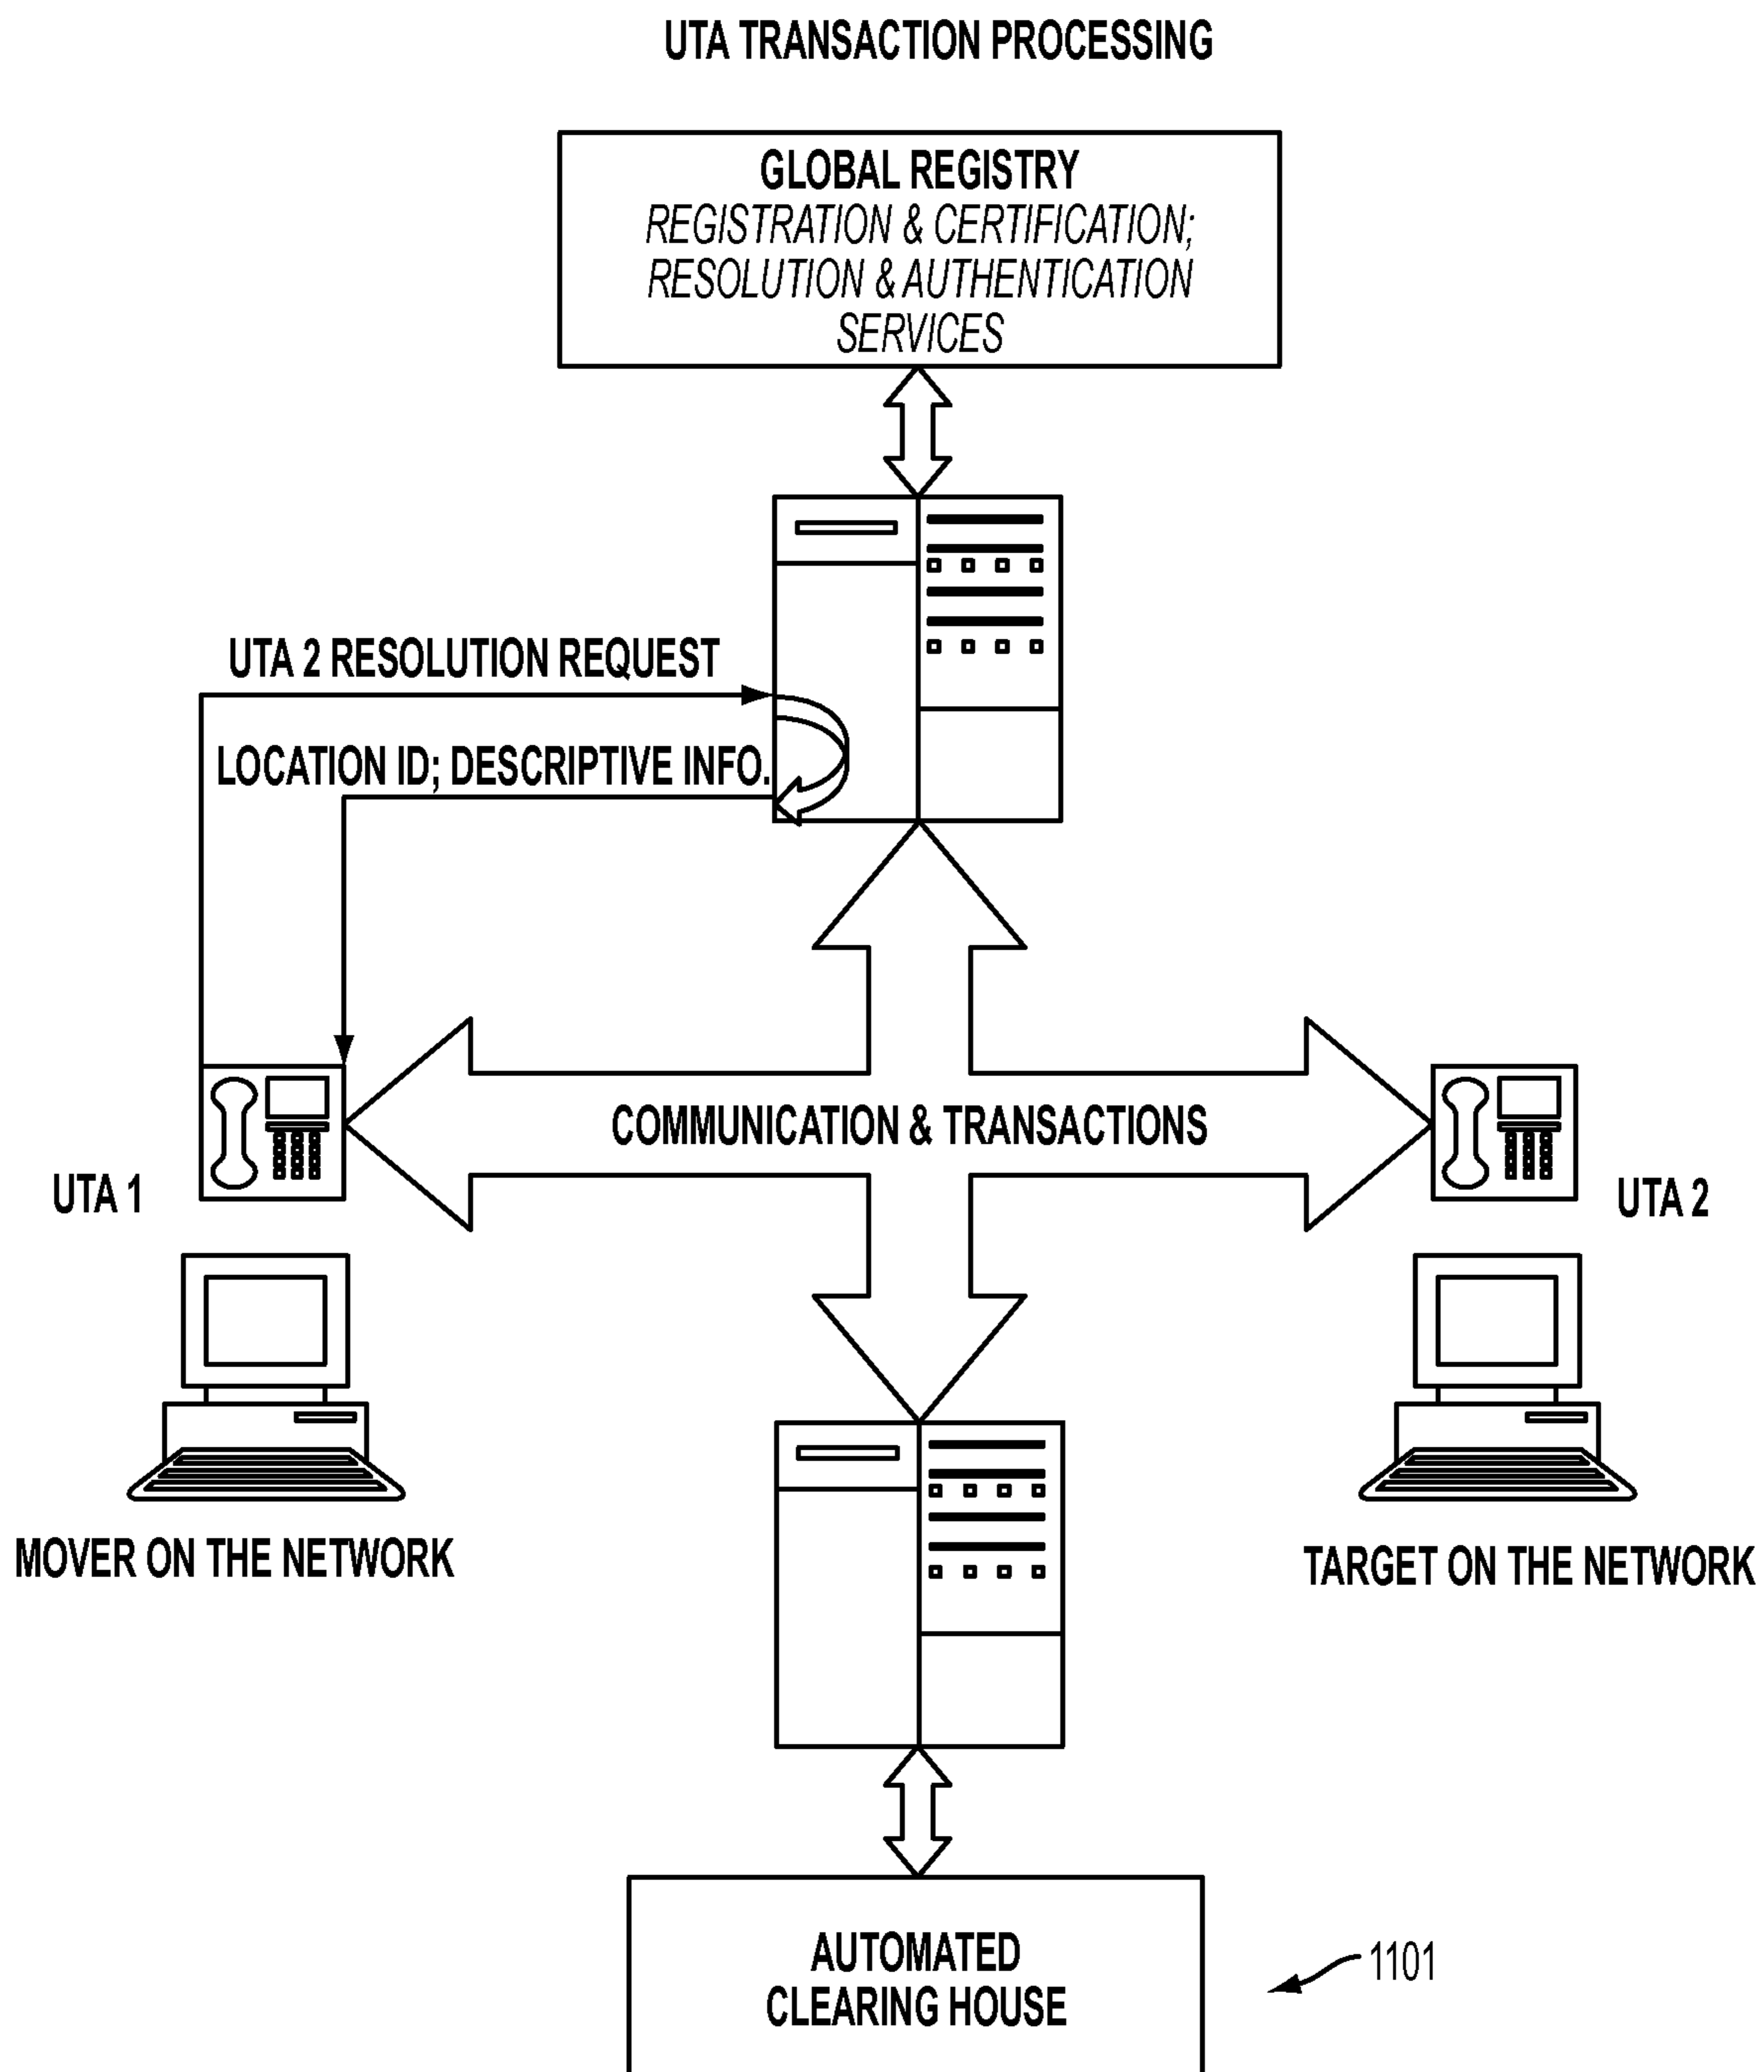 UTA TRANSACTION PROCESSING
GLOBAL REGISTRY
REGISTRATION & CERTIFICATION;
RESOLUTION & AUTHENTICATION
SERVICES
UTA 2 RESOLUTION REQUEST
LOCATION ID; DESCRIPTIVE INFO.
COMMUNICATION & TRANSACTIONS
UTA 1
UTA 2
MOVER ON THE NETWORK
TARGET ON THE NETWORK
AUTOMATED
CLEARING HOUSE
1101